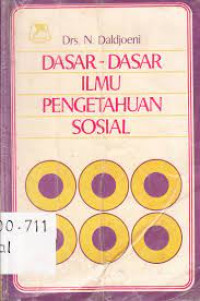 Drs. N. Daldjoeni
DASAR-DASAR
ILMU
PENGETAHUAN
SOSIAL
00-711
al